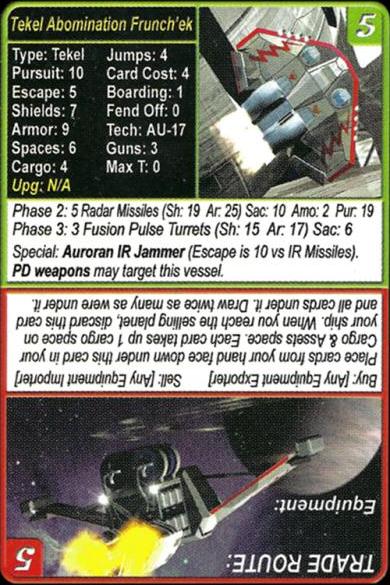 Tekel Abomination Frunch'ek
5
Type: Tekel Jumps: 4
Pursuit: 10 Card Cost: 4
Escape: 5 Boarding: 1
Shields: 7 Fend Off: 0
Armor: 9 Tech: AU-17
Spaces: 6 Guns: 3
Cargo: 4 Max T: 0
Upg: N/A
Phase 2: 5 Radar Missiles (Sh: 19 Ar: 25) Sac: 10 Amo: 2 Pur: 19
Phase 3: 3 Fusion Pulse Turrets (Sh: 15 Ar: 17) Sac: 6
Special: Auroran IR Jammer (Escape is 10 vs IR Missiles).
PD weapons may target this vessel.
TRADE ROUTE:
5
Equipment:
Buy: [Any Equipment Exporter] Sell: [Any Equipment Importer]
Place cards from your hand face down under this card in your
Cargo & Assets space. Each card takes up 1 cargo space on
your ship. When you reach the selling planet, discard this card
and all cards under it. Draw twice as many as were under it.